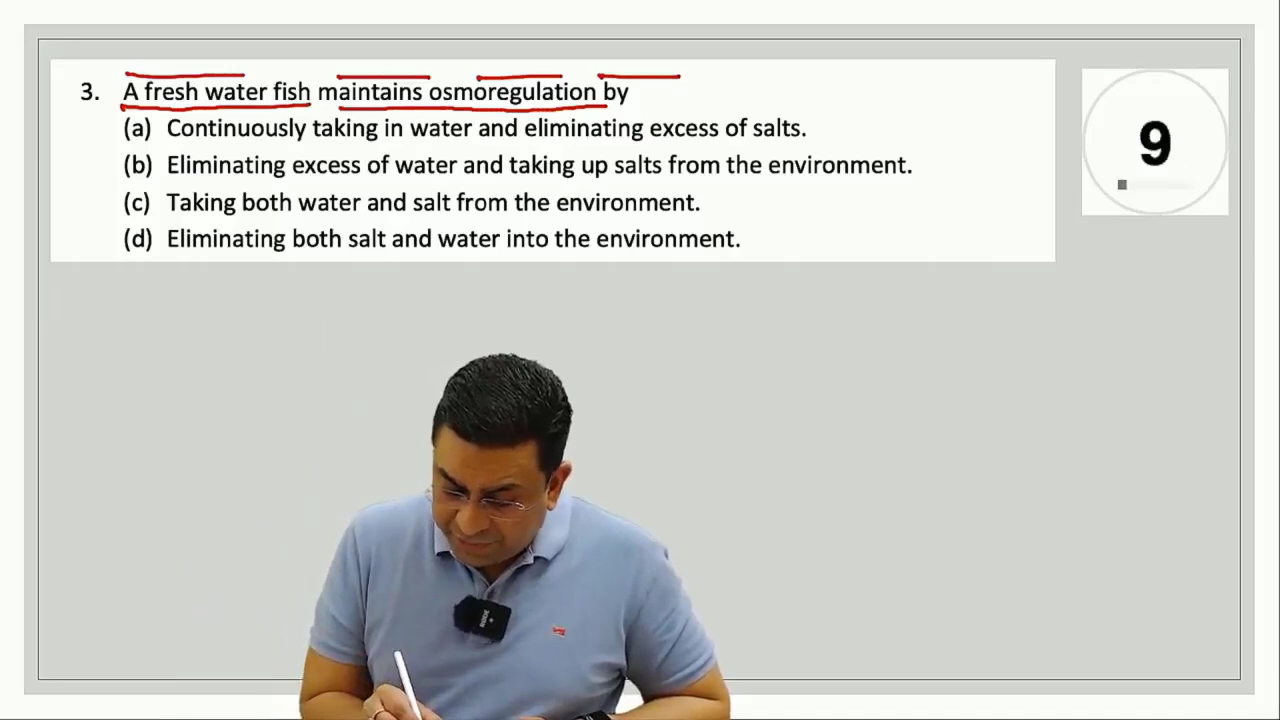 3. A fresh water fish maintains osmoregulation by
(a) Continuously taking in water and eliminating excess of salts.
(b) Eliminating excess of water and taking up salts from the environment.
(c) Taking both water and salt from the environment.
(d) Eliminating both salt and water into the environment.
9
RODE